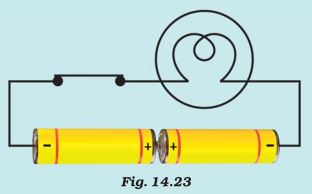 - + + -
Fig. 14.23